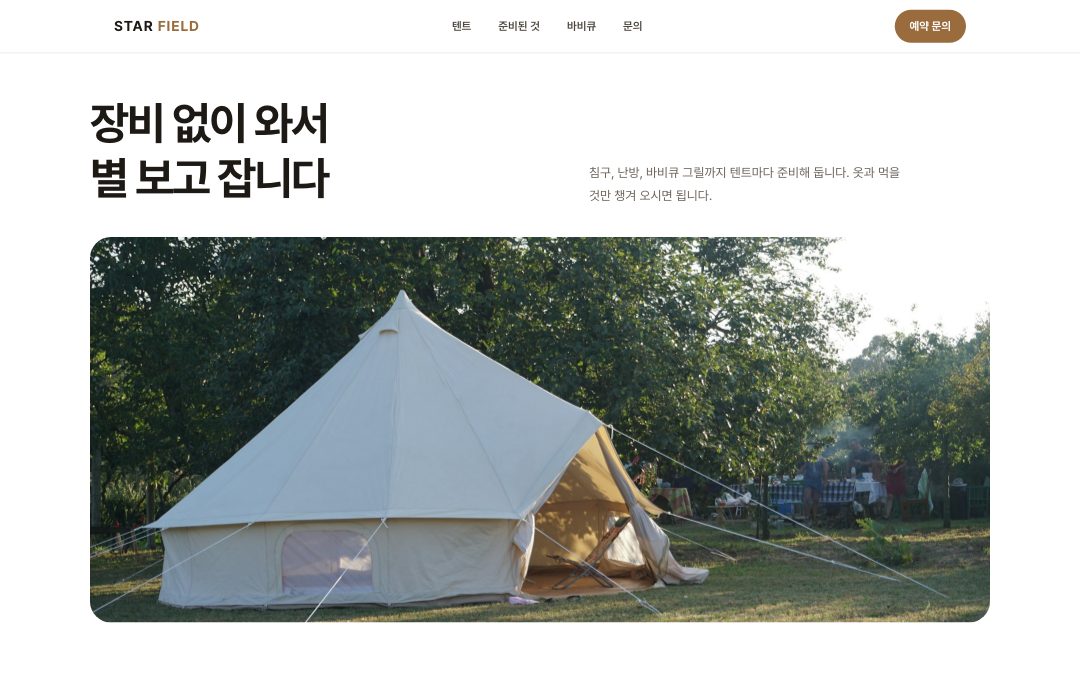 STAR FIELD
텐트
준비된 것
바비큐
문의
예약 문의
장비 없이 와서
별 보고 잡니다
침구, 난방, 바비큐 그릴까지 텐트마다 준비해 둡니다. 옷과 먹을
것만 챙겨 오시면 됩니다.